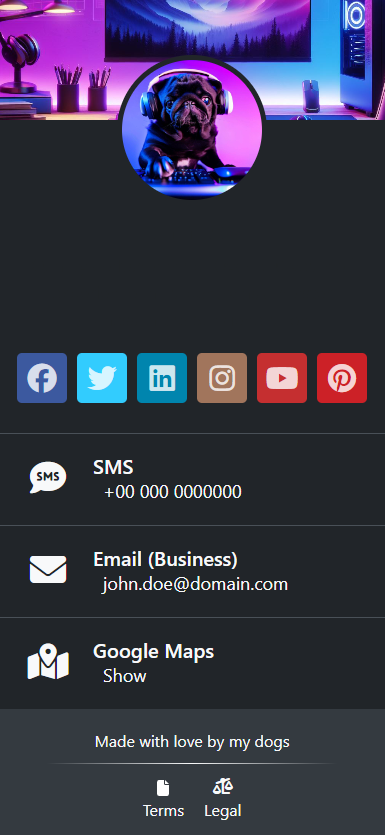 SMS
SMS
+00 000 0000000
Email (Business)
john.doe@domain.com
Google Maps
Show
Made with love by my dogs
Terms Legal